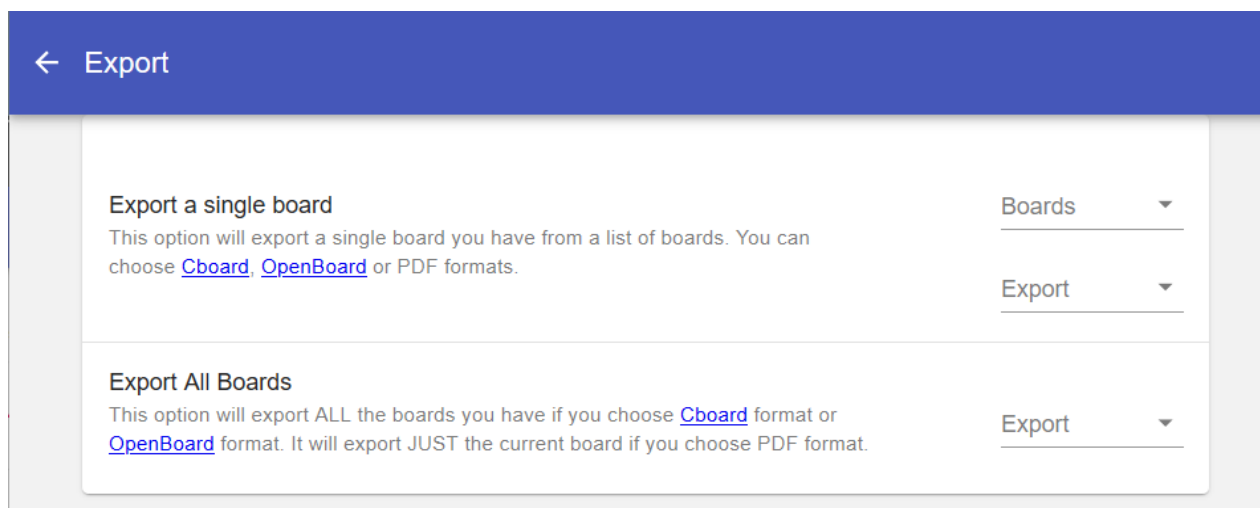 Export
Export a single board
This option will export a single board you have from a list of boards. You can
choose Cboard, OpenBoard or PDF formats.
Boards
Export
Export All Boards
This option will export ALL the boards you have if you choose Cboard format or
OpenBoard format. It will export JUST the current board if you choose PDF format.
Export